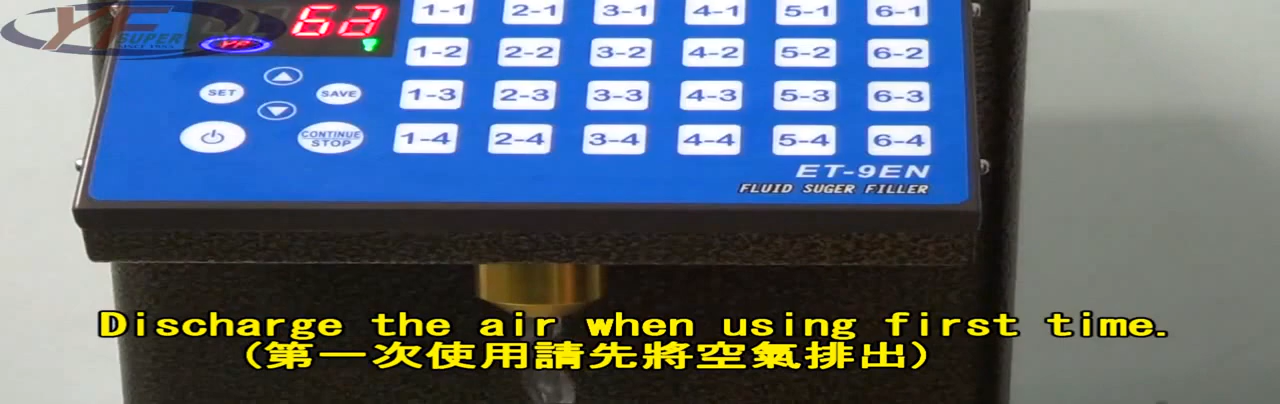 YF
SUPER
SINCE 1985
YF
1-1 2-1 3-1 4-1 5-1 6-1
1-2 2-2 3-2 4-2 5-2 6-2
SET SAVE 1-3 2-3 3-3 4-3 5-3 6-3
CONTINUE
STOP
1-4 2-4 3-4 4-4 5-4 6-4
ET-9EN
FLUID SUGER FILLER
Discharge the air when using first time.
(第一次使用請先將空氣排出)